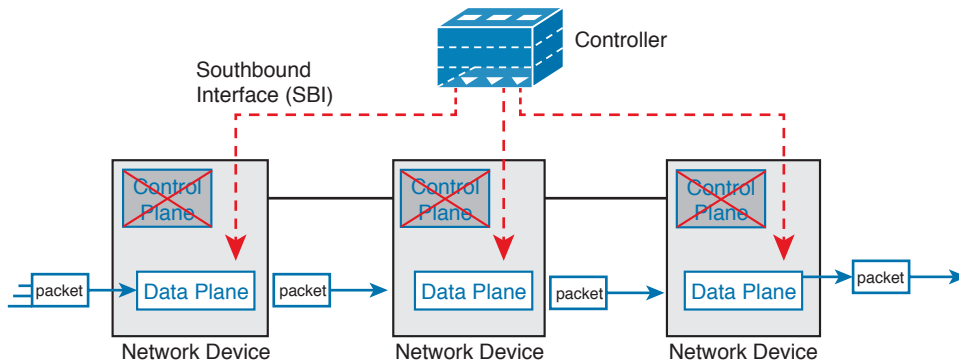 Controller
Southbound
Interface (SBI)
Control
Plane
Control
Plane
Control
Plane
packet
Data Plane
packet
Data Plane
packet
Data Plane
packet
Network Device
Network Device
Network Device